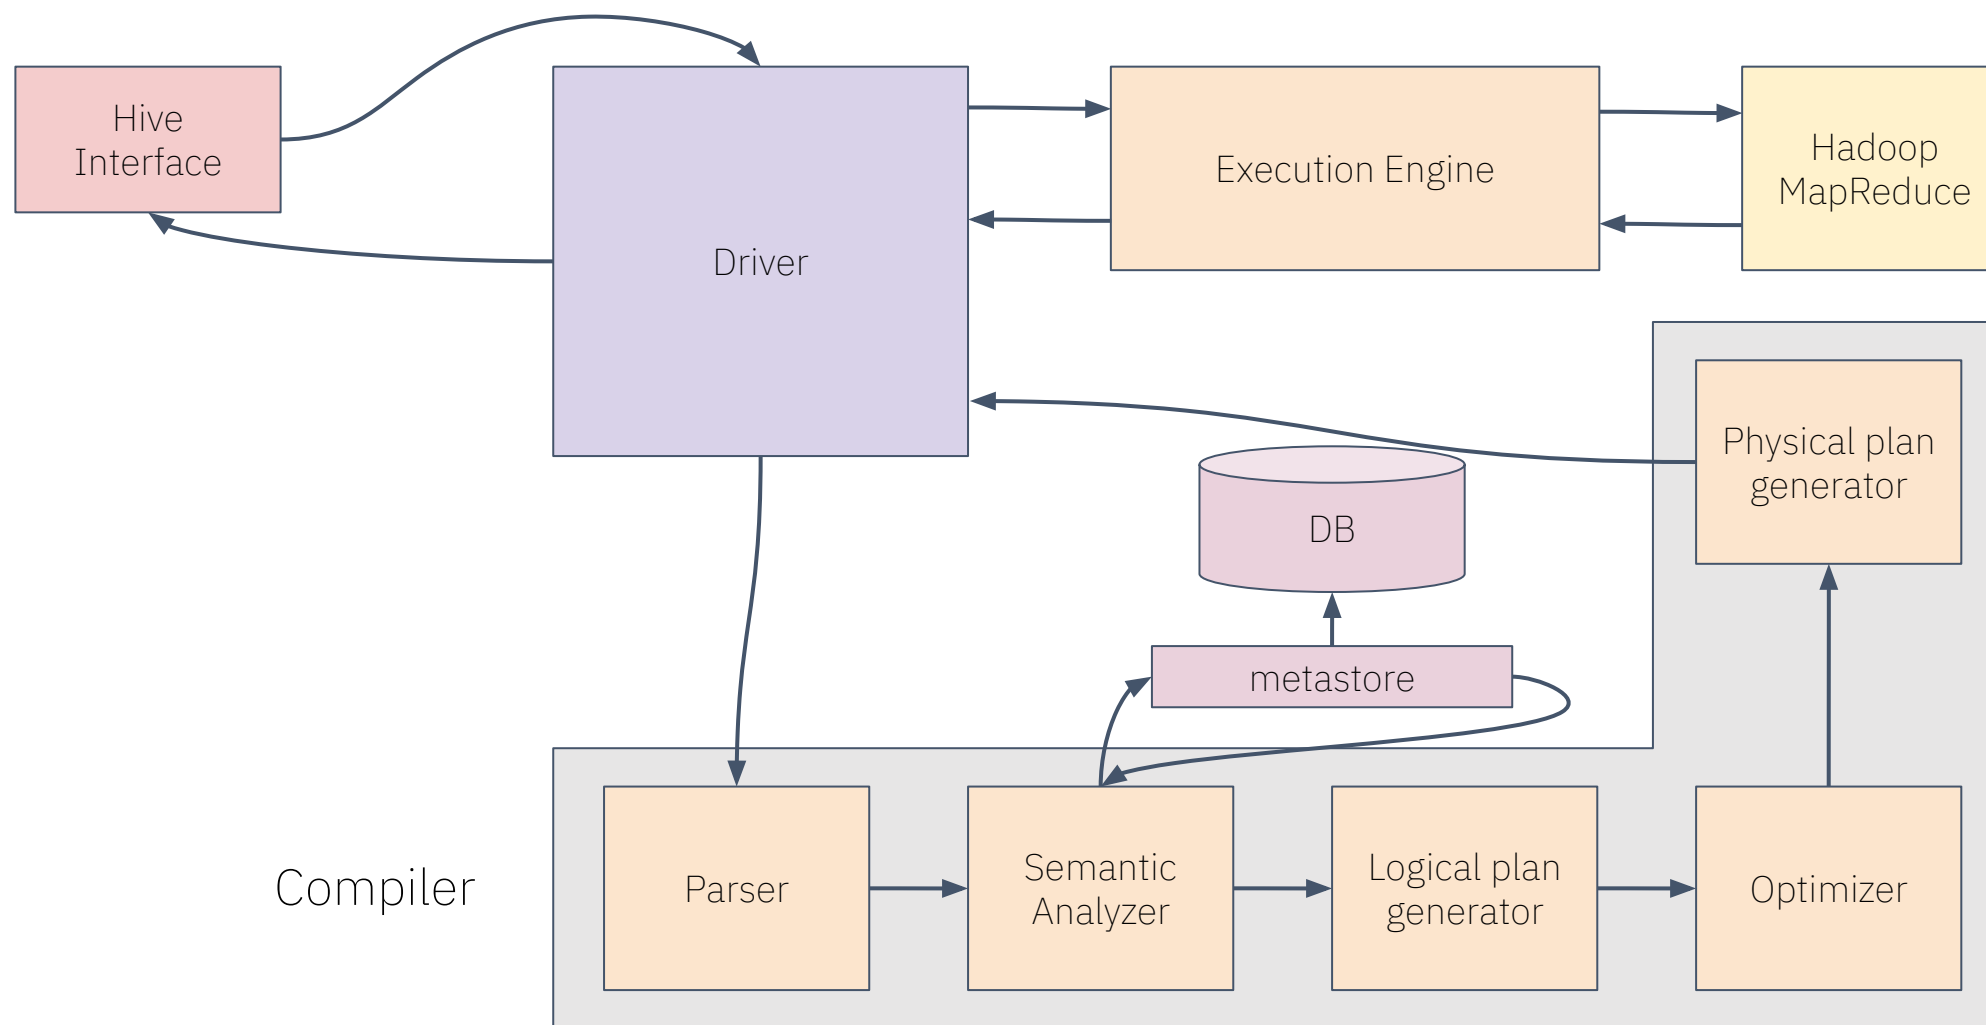 Hive
Interface
Driver
Execution Engine
Hadoop
MapReduce
Physical plan
generator
DB
metastore
Compiler
Parser
Semantic
Analyzer
Logical plan
generator
Optimizer